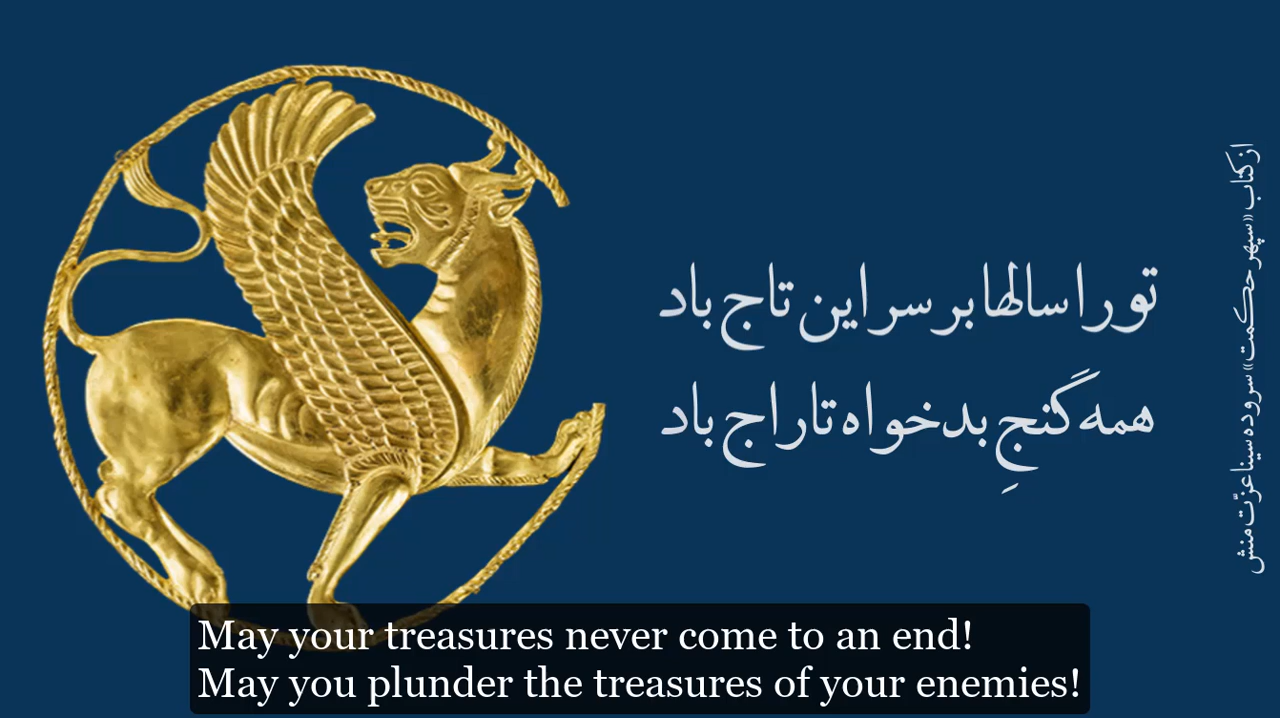 تو را سالها بر سر این تاج باد
همه گنجِ بدخواه تاراج باد
از کتاب «سپهر حکمت» سروده سینا عزّت منش
May your treasures never come to an end!
May you plunder the treasures of your enemies!